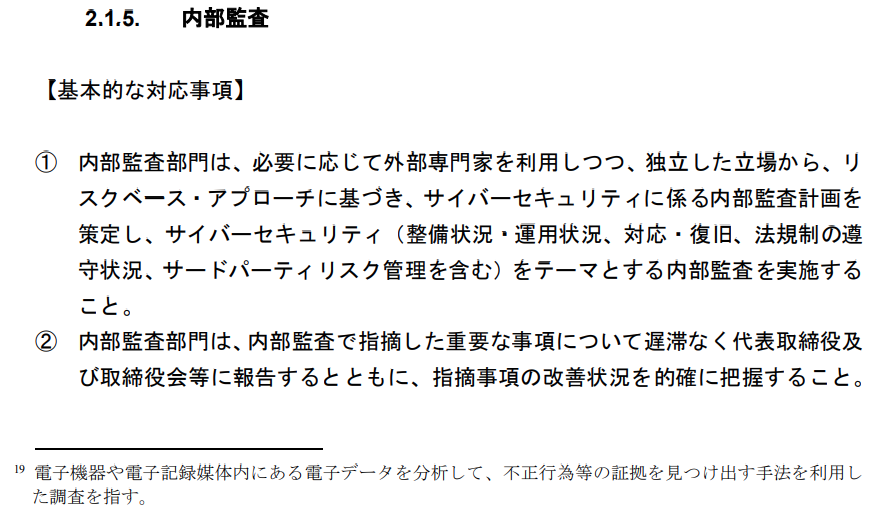 2.1.5. 内部監査
【基本的な対応事項】
① 内部監査部門は、必要に応じて外部専門家を利用しつつ、独立した立場から、リ
スクベース・アプローチに基づき、サイバーセキュリティに係る内部監査計画を
策定し、サイバーセキュリティ（整備状況・運用状況、対応・復旧、法規制の遵
守状況、サードパーティリスク管理を含む）をテーマとする内部監査を実施する
こと。
② 内部監査部門は、内部監査で指摘した重要な事項について遅滞なく代表取締役及
び取締役会等に報告するとともに、指摘事項の改善状況を的確に把握すること。
19 電子機器や電子記録媒体内にある電子データを分析して、不正行為等の証拠を見つけ出す手法を利用し
た調査を指す。